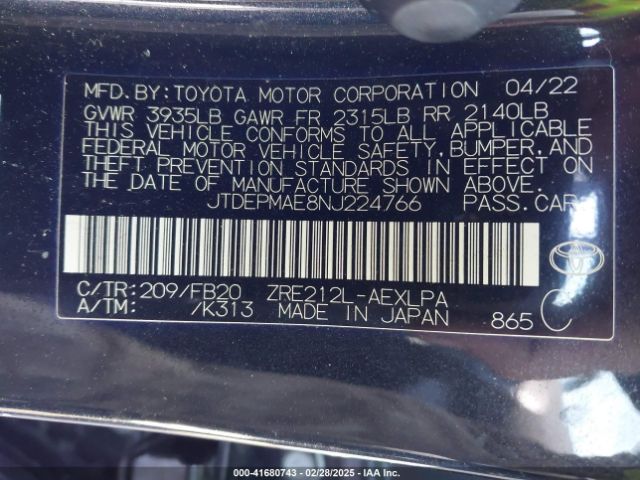 MFD.BY:TOYOTA MOTOR CORPORATION 04/22
GVWR 3935LB GAWR FR 2315LB RR 2140LB
THIS VEHICLE CONFORMS TO ALL APPLICABLE
FEDERAL MOTOR VEHICLE SAFETY,BUMPER,AND
THEFT PREVENTION STANDARDS IN EFFECT ON
THE DATE OF MANUFACTURE SHOWN ABOVE.
JTDEPMAE8NJ224766 PASS.CAR
C/TR:209/FB20 ZRE212L-AEXLPA
A/TM: /K313 MADE IN JAPAN 865 C
000-41680743 - 02/28/2025 - IAA Inc.